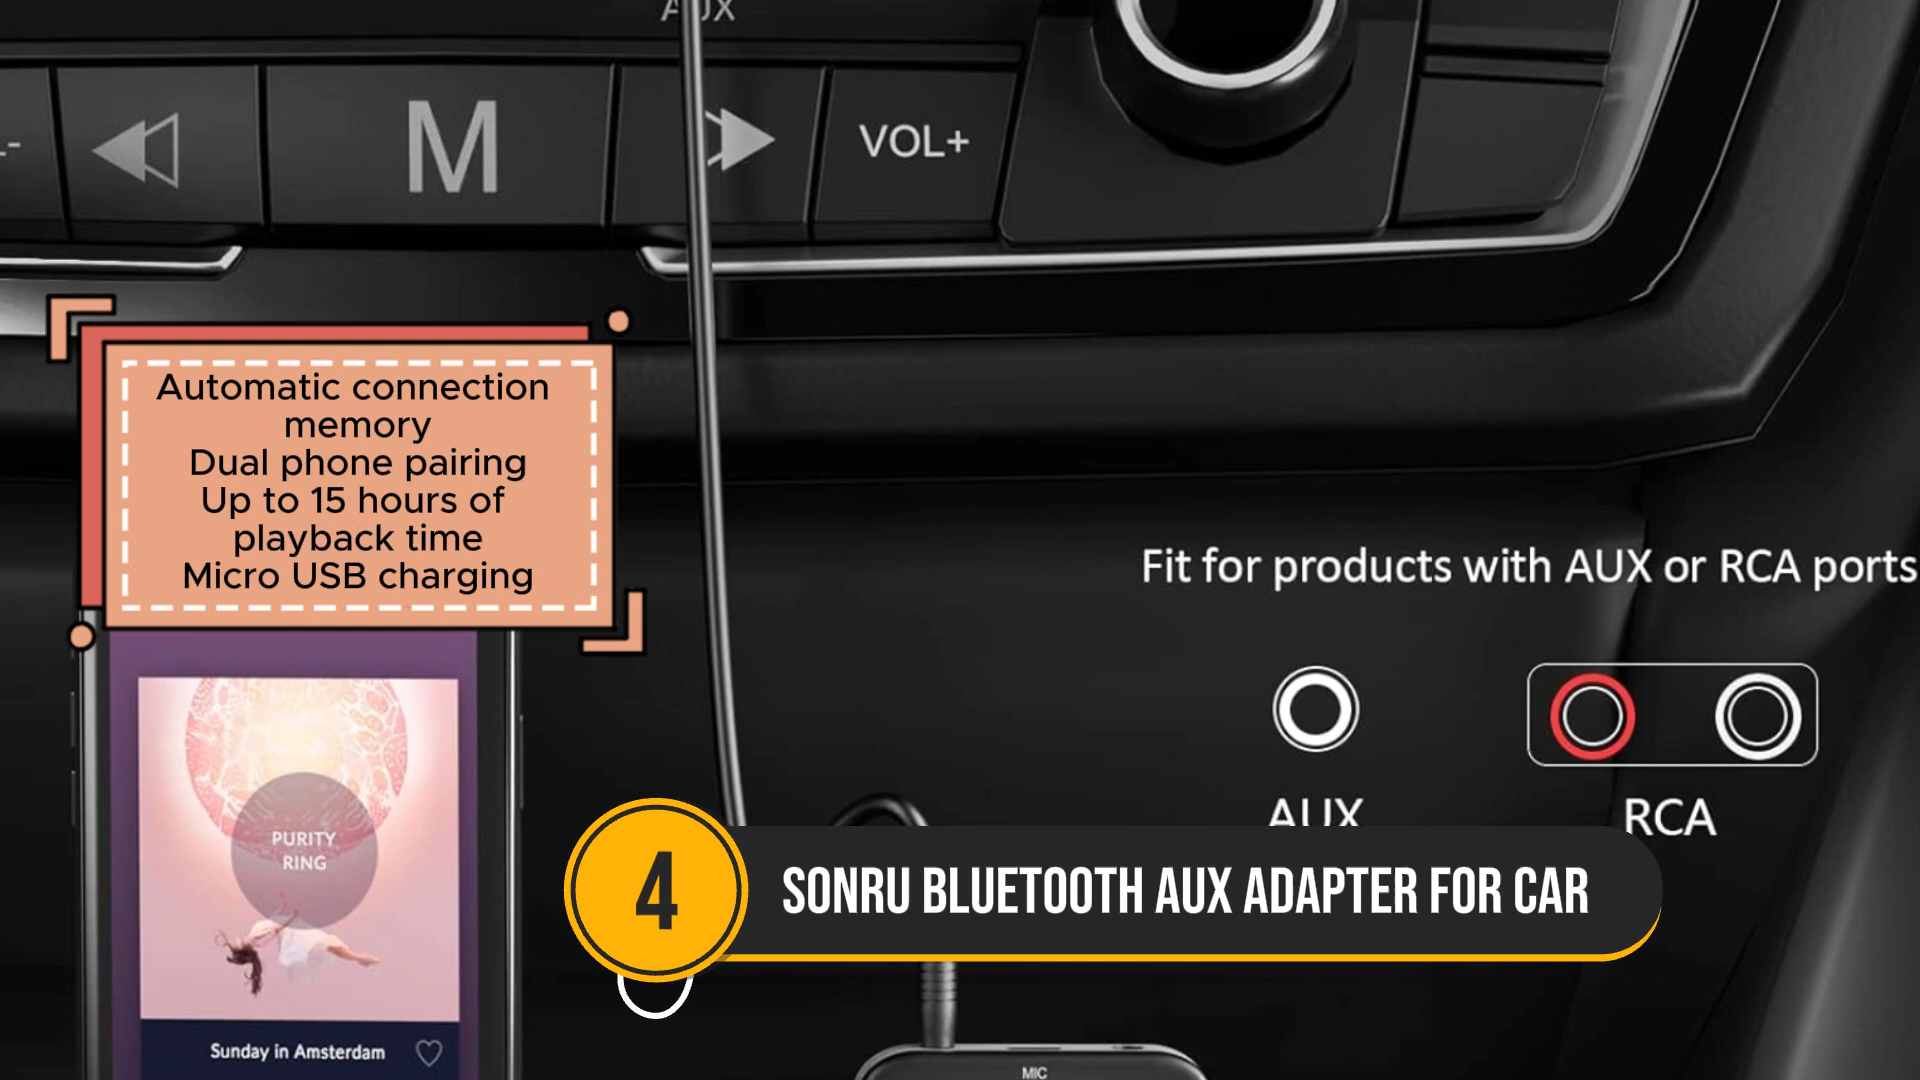 AUX
L-
M
VOL+
Automatic connection
memory
Dual phone pairing
Up to 15 hours of
playback time
Micro USB charging
Fit for products with AUX or RCA ports
AUX
RCA
PURITY
RING
4
SONRU BLUETOOTH AUX ADAPTER FOR CAR
Sunday in Amsterdam
MIC